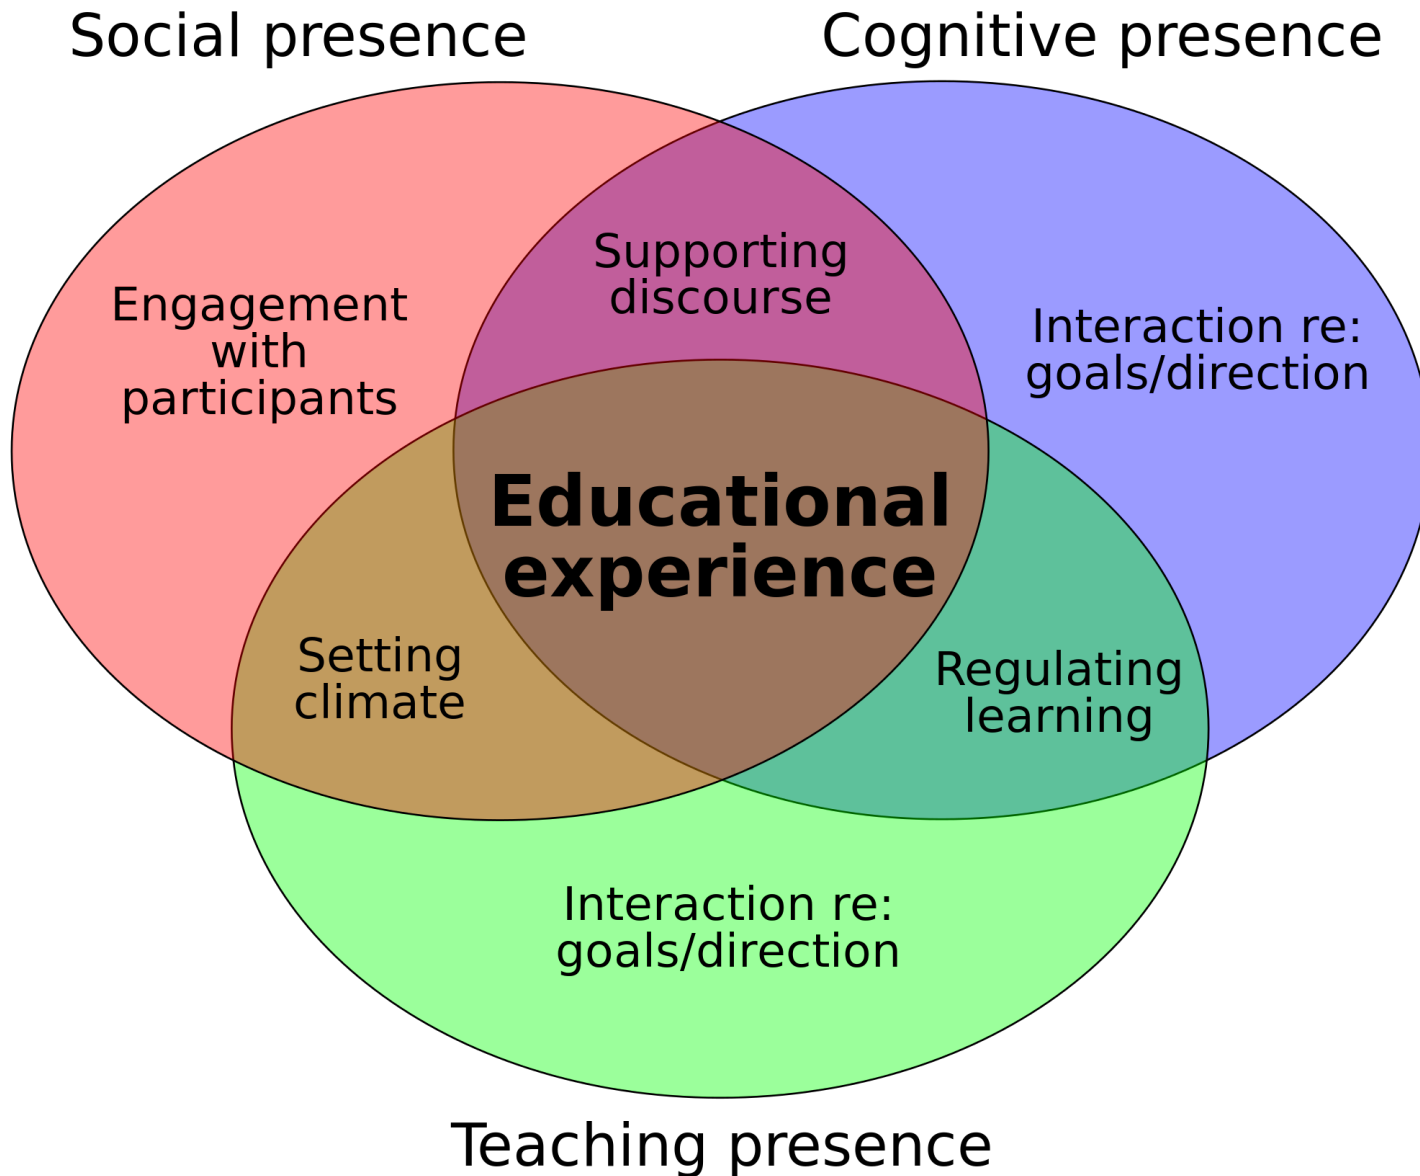 Social presence
Cognitive presence
Supporting
discourse
Engagement
with
participants
Interaction re:
goals/direction
Educational
experience
Setting
climate
Regulating
learning
Interaction re:
goals/direction
Teaching presence